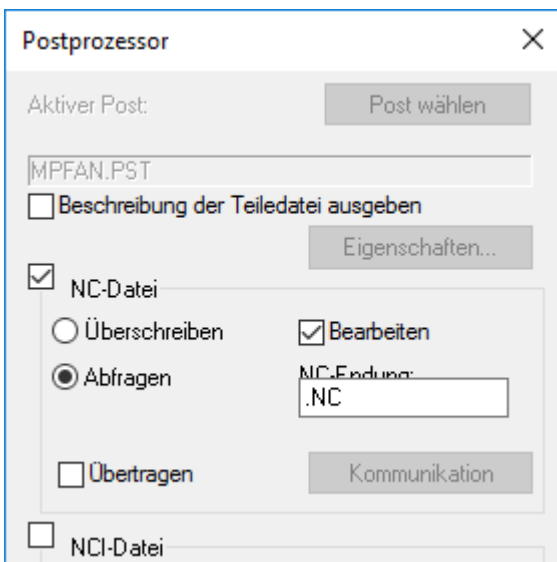 Postprozessor
Aktiver Post:
Post wählen
MPFAN.PST
Beschreibung der Teiledatei ausgeben
Eigenschaften...
NC-Datei
Überschreiben
Bearbeiten
Abfragen
NC-Endung:
.NC
Übertragen
Kommunikation
NCI-Datei